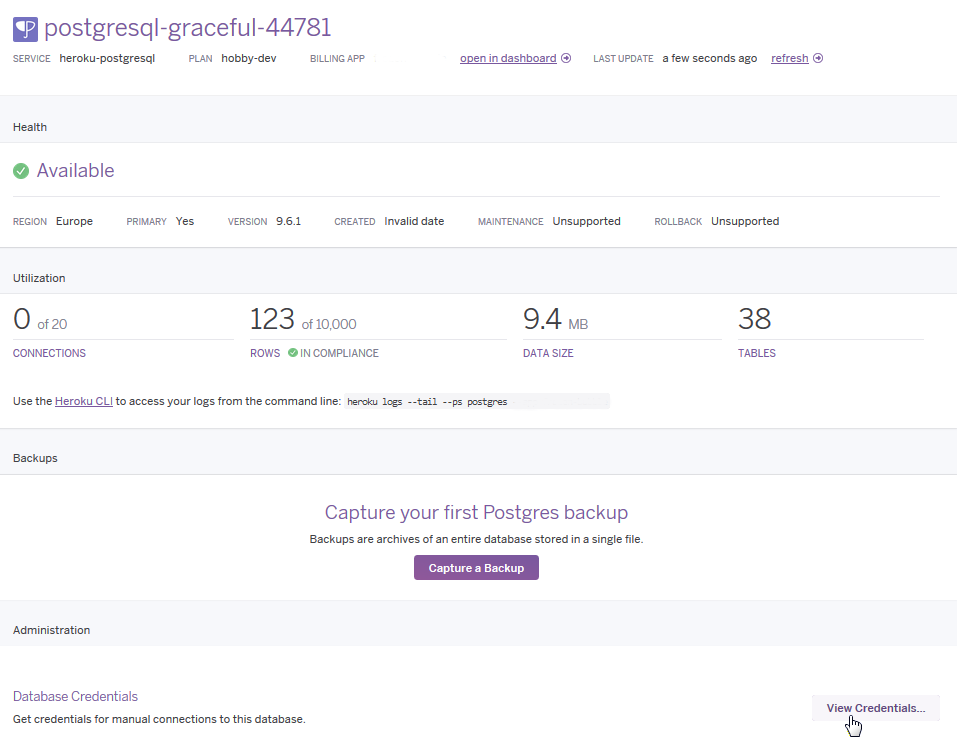 postgresql-graceful-44781
SERVICE heroku-postgresql PLAN hobby-dev BILLING APP open in dashboard LAST UPDATE a few seconds ago refresh
Health
Available
REGION Europe PRIMARY Yes VERSION 9.6.1 CREATED Invalid date MAINTENANCE Unsupported ROLLBACK Unsupported
Utilization
0 of 20 123 of 10,000 9.4 MB 38
CONNECTIONS ROWS IN COMPLIANCE DATA SIZE TABLES
Use the Heroku CLI to access your logs from the command line: heroku logs --tail --ps postgres
Backups
Capture your first Postgres backup
Backups are archives of an entire database stored in a single file.
Capture a Backup
Administration
Database Credentials
View Credentials...
Get credentials for manual connections to this database.